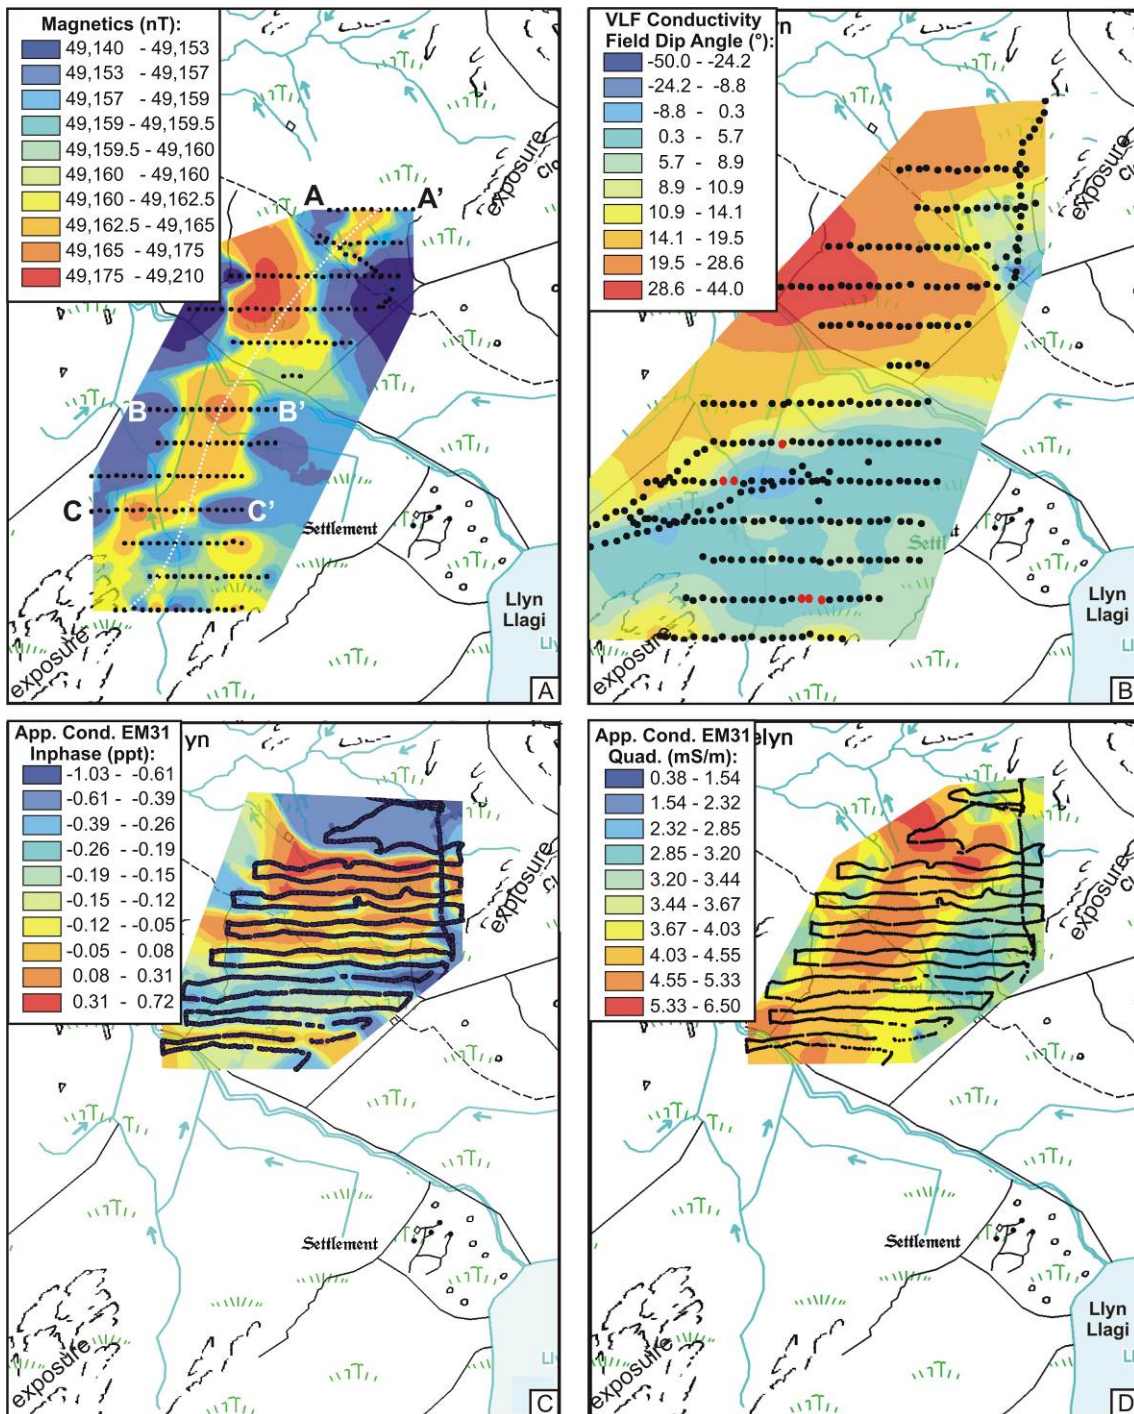 Magnetics (nT):
49,140 - 49,153
49,153 - 49,157
49,157 - 49,159
49,159 - 49,159.5
49,159.5 - 49,160
49,160 - 49,160
49,160 - 49,162.5
49,162.5 - 49,165
49,165 - 49,175
49,175 - 49,210
exposure
A A'
B B'
C C'
Settlement
Llyn
Llagi
exposure
A
VLF Conductivity
Field Dip Angle (°):
-50.0 - -24.2
-24.2 - -8.8
-8.8 - 0.3
0.3 - 5.7
5.7 - 8.9
8.9 - 10.9
10.9 - 14.1
14.1 - 19.5
19.5 - 28.6
28.6 - 44.0
yn
exposure
Clo
Settl
Llyn
Llagi
Ll
exposure
B
App. Cond. EM31
Inphase (ppt):
-1.03 - -0.61
-0.61 - -0.39
-0.39 - -0.26
-0.26 - -0.19
-0.19 - -0.15
-0.15 - -0.12
-0.12 - -0.05
-0.05 - 0.08
0.08 - 0.31
0.31 - 0.72
yn
exposure
Settlement
exposure
C
App. Cond. EM31
Quad. (mS/m):
0.38 - 1.54
1.54 - 2.32
2.32 - 2.85
2.85 - 3.20
3.20 - 3.44
3.44 - 3.67
3.67 - 4.03
4.03 - 4.55
4.55 - 5.33
5.33 - 6.50
elyn
exposure
Ford
Settlement
Llyn
Llagi
Ll
exposure
D